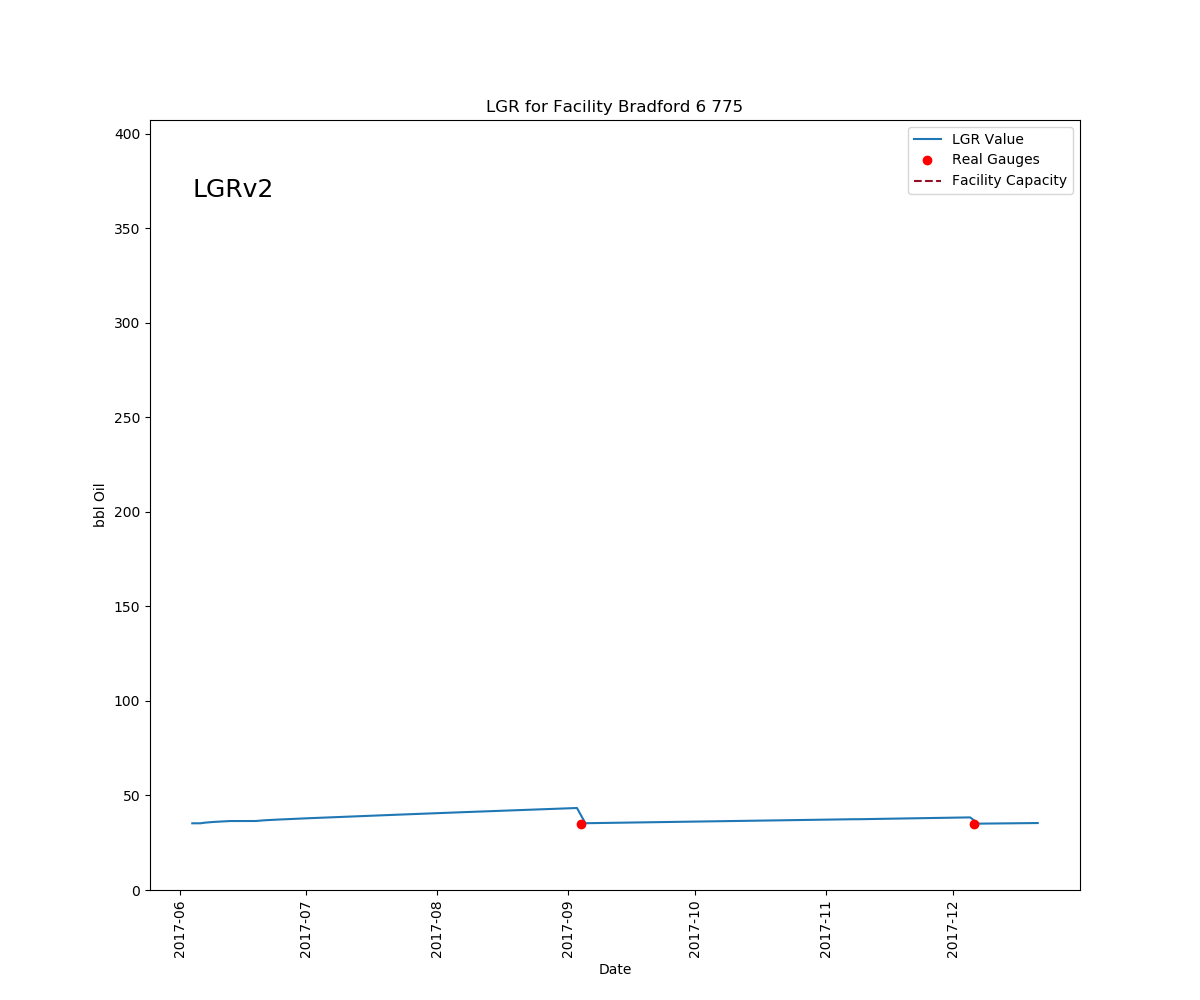 LGR for Facility Bradford 6 775
400
350
300
250
200
150
100
50
0
bbl Oil
LGRv2
LGR Value
Real Gauges
Facility Capacity
2017-06
2017-07
2017-08
2017-09
2017-10
2017-11
2017-12
Date